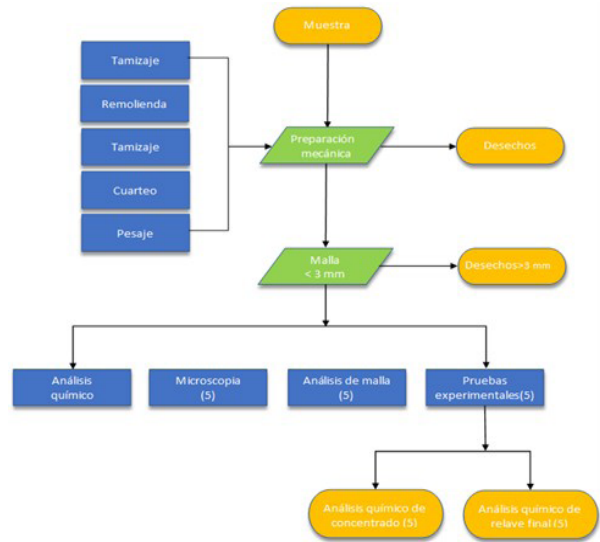 Muestra
Tamizaje
Remolienda
Tamizaje
Cuarteo
Pesaje
Preparación
mecánica
Desechos
Malla
< 3 mm
Desechos>3 mm
Análisis
químico
Microscopia
(5)
Análisis de malla
(5)
Pruebas
experimentales(5)
Análisis químico de
concentrado (5)
Análisis químico de
relave final (5)